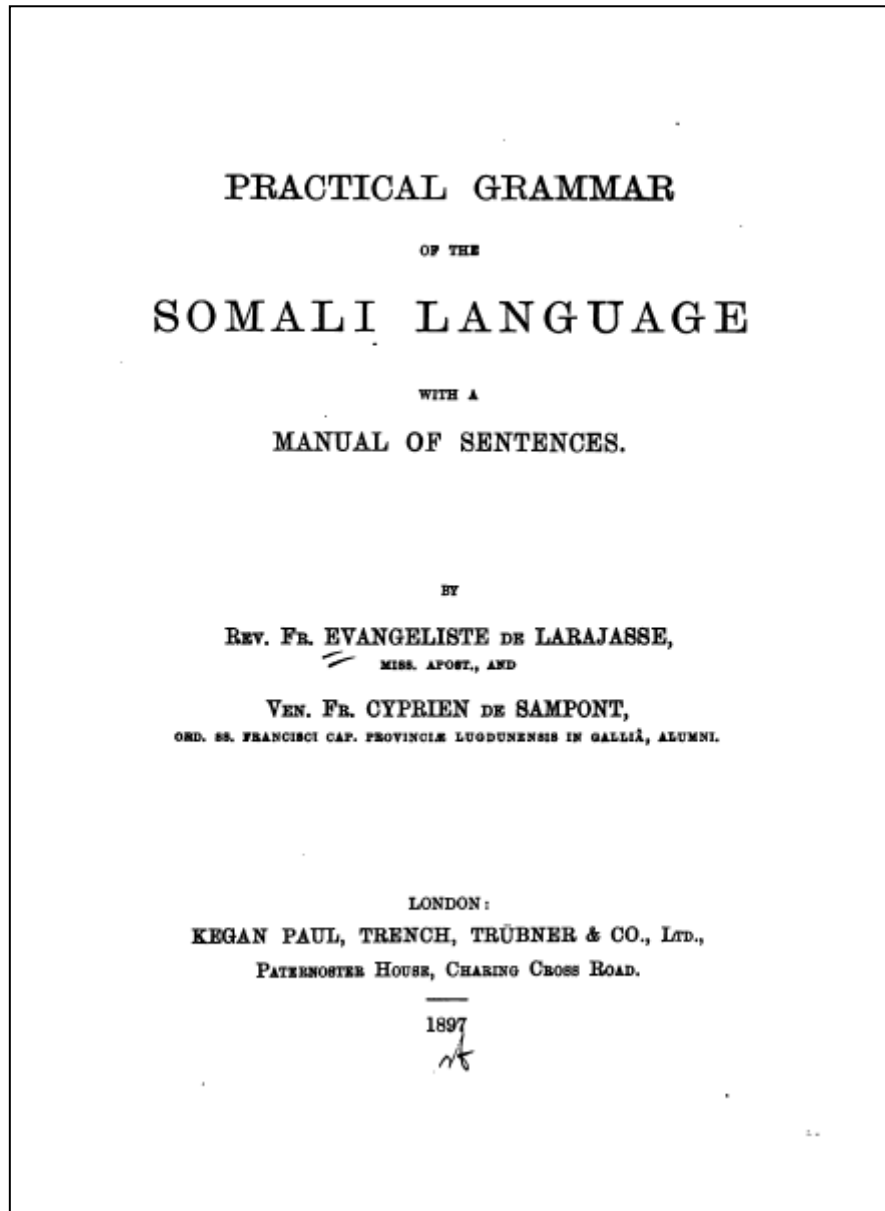 PRACTICAL GRAMMAR
OF THE
SOMALI LANGUAGE
WITH A
MANUAL OF SENTENCES.
BY
REV. FR. EVANGELISTE DE LARAJASSE,
MISS. APOST., AND
VEN. FR. CYPRIEN DE SAMPONT,
ORD. SS. FRANCISCI CAP. PROVINCIÆ LUGDUNENSIS IN GALLIÂ, ALUMNI.
LONDON:
KEGAN PAUL, TRENCH, TRÜBNER & CO., LTD.,
PATERNOSTER HOUSE, CHARING CROSS ROAD.
1897